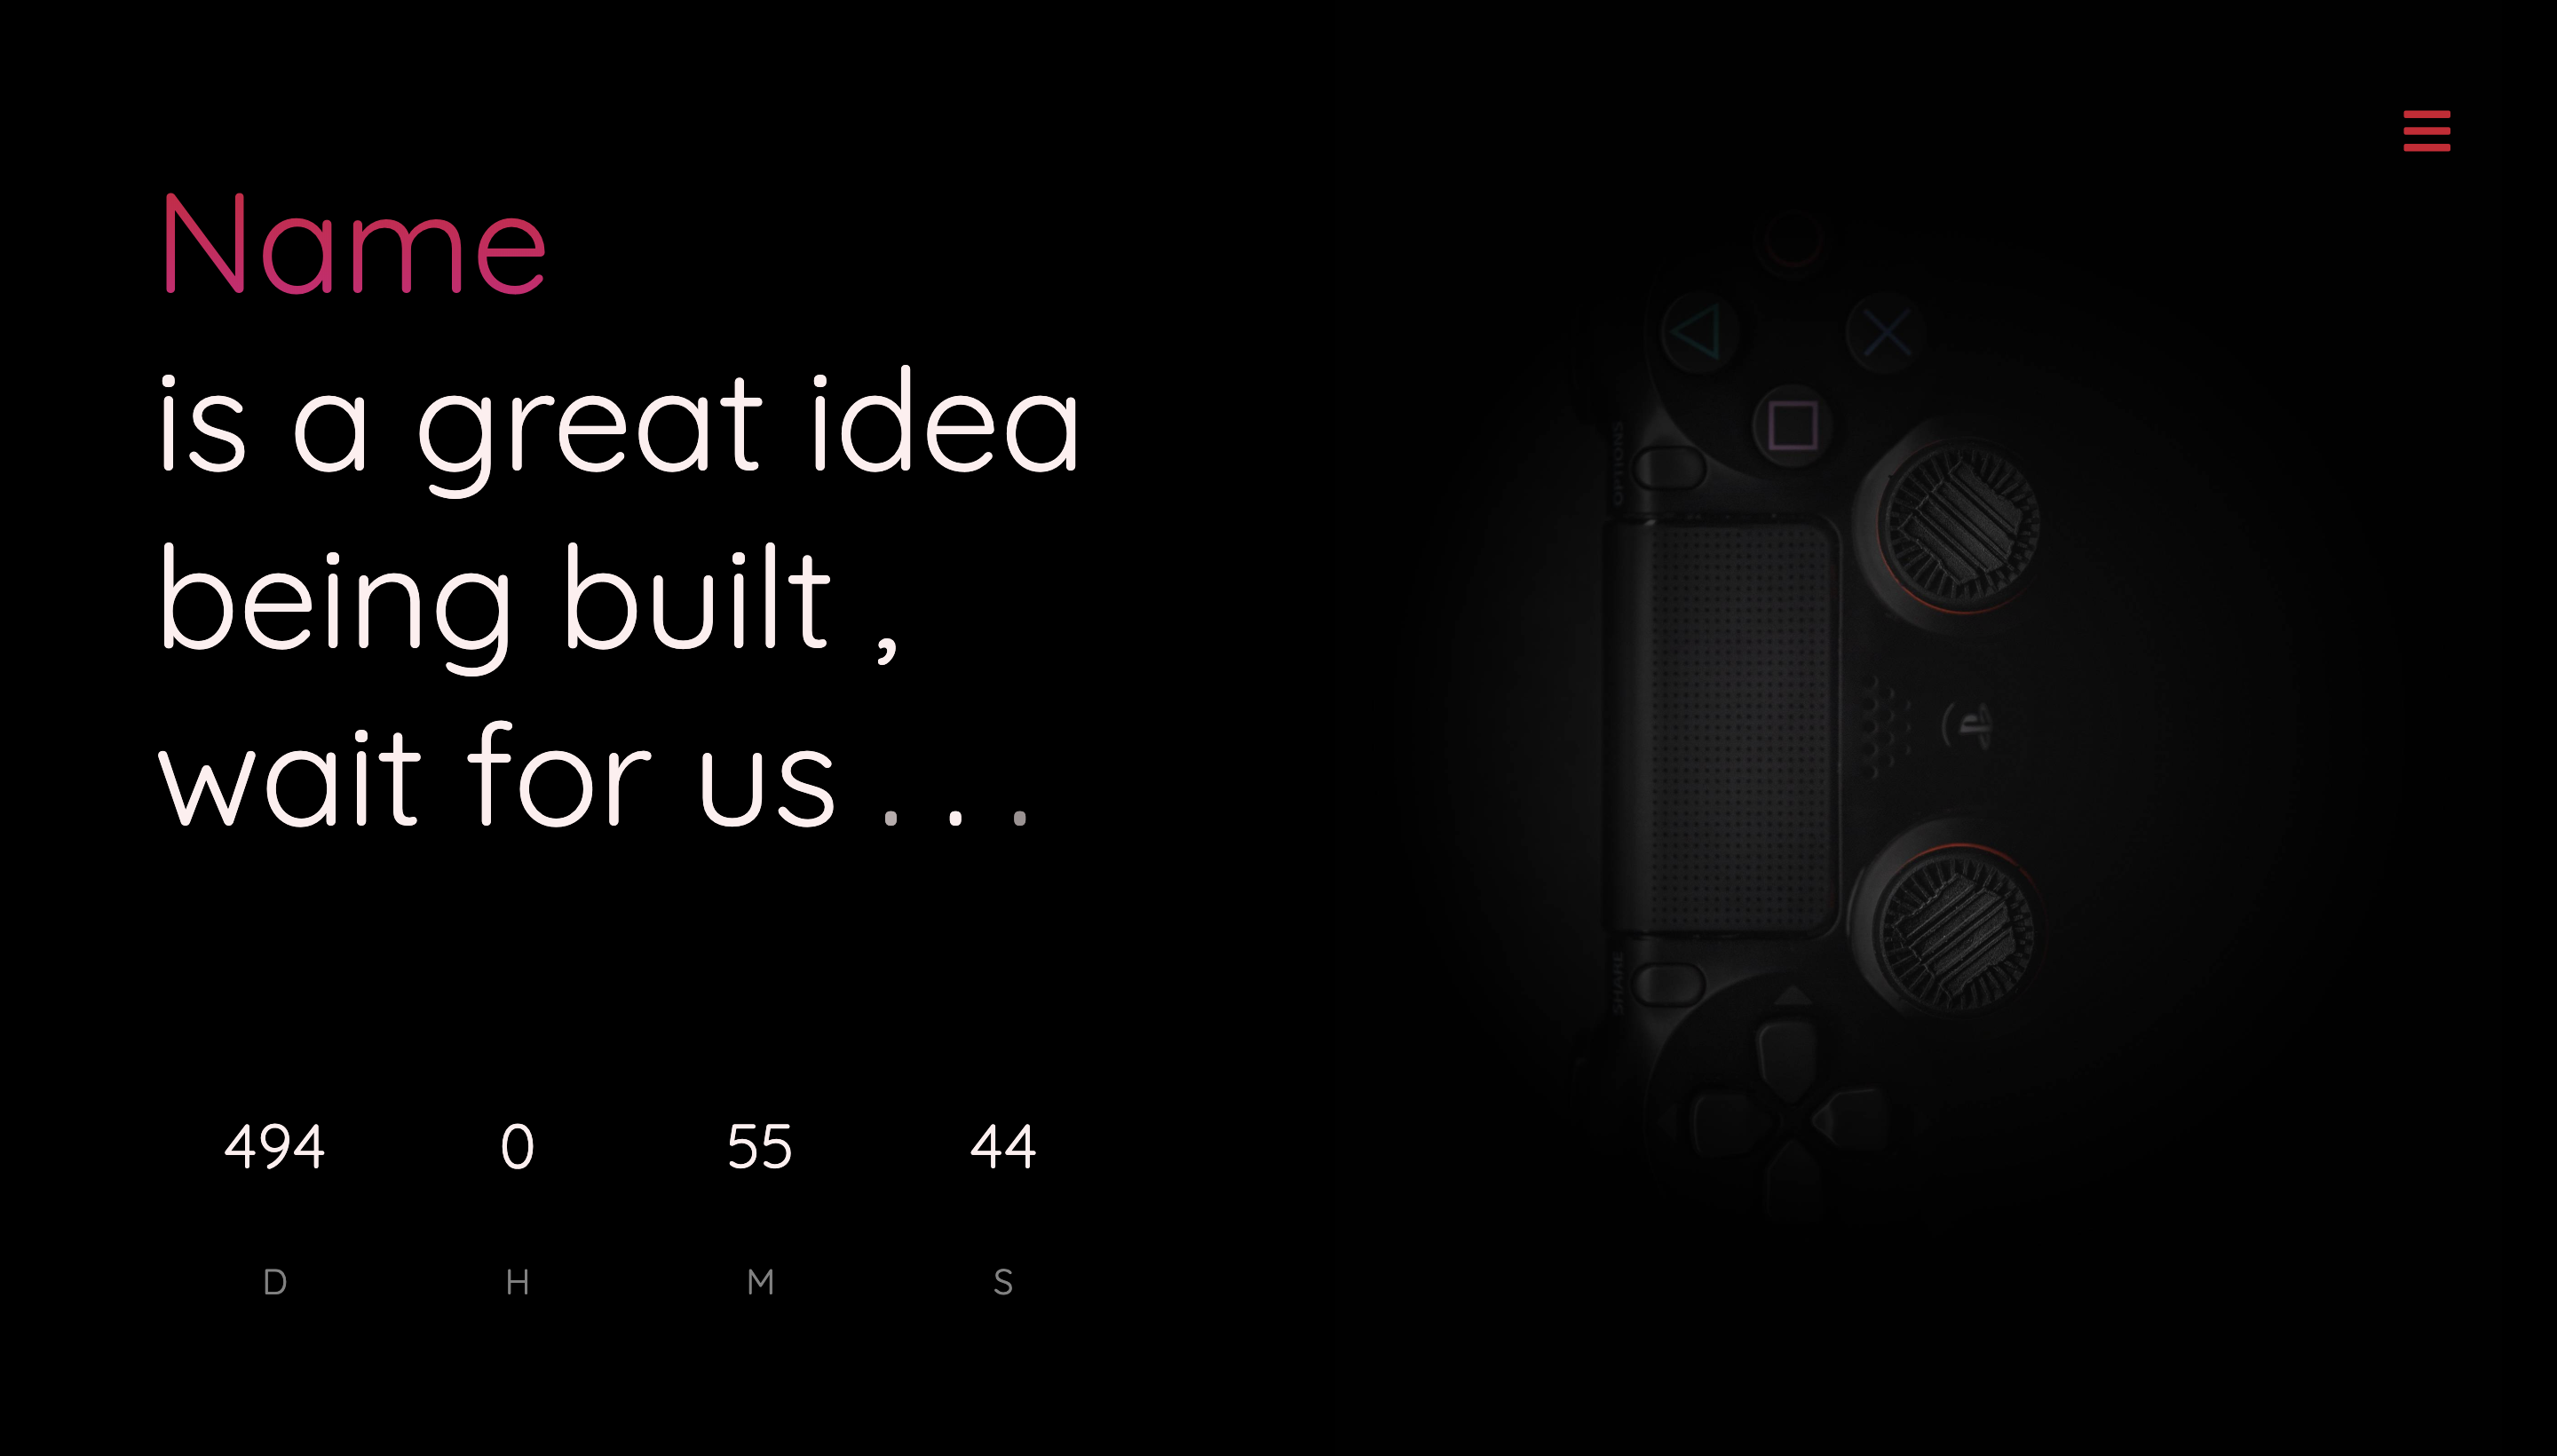 Name
is a great idea
being built ,
wait for us . . .
494 0 55 44
D H M S
OPTIONS
SHARE